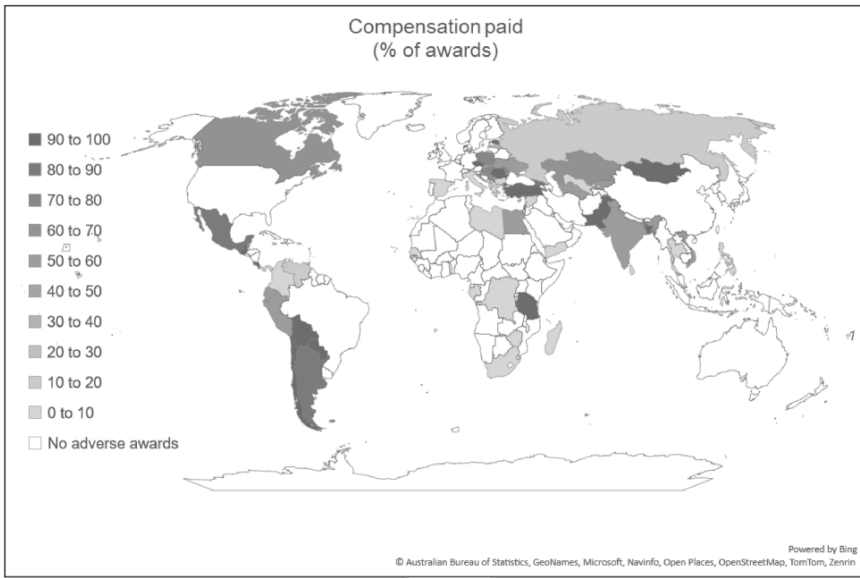 Compensation paid
(% of awards)
90 to 100
80 to 90
70 to 80
60 to 70
50 to 60
40 to 50
30 to 40
20 to 30
10 to 20
0 to 10
No adverse awards
Powered by Bing
© Australian Bureau of Statistics, GeoNames, Microsoft, Navinfo, Open Places, OpenStreetMap, TomTom, Zenrin